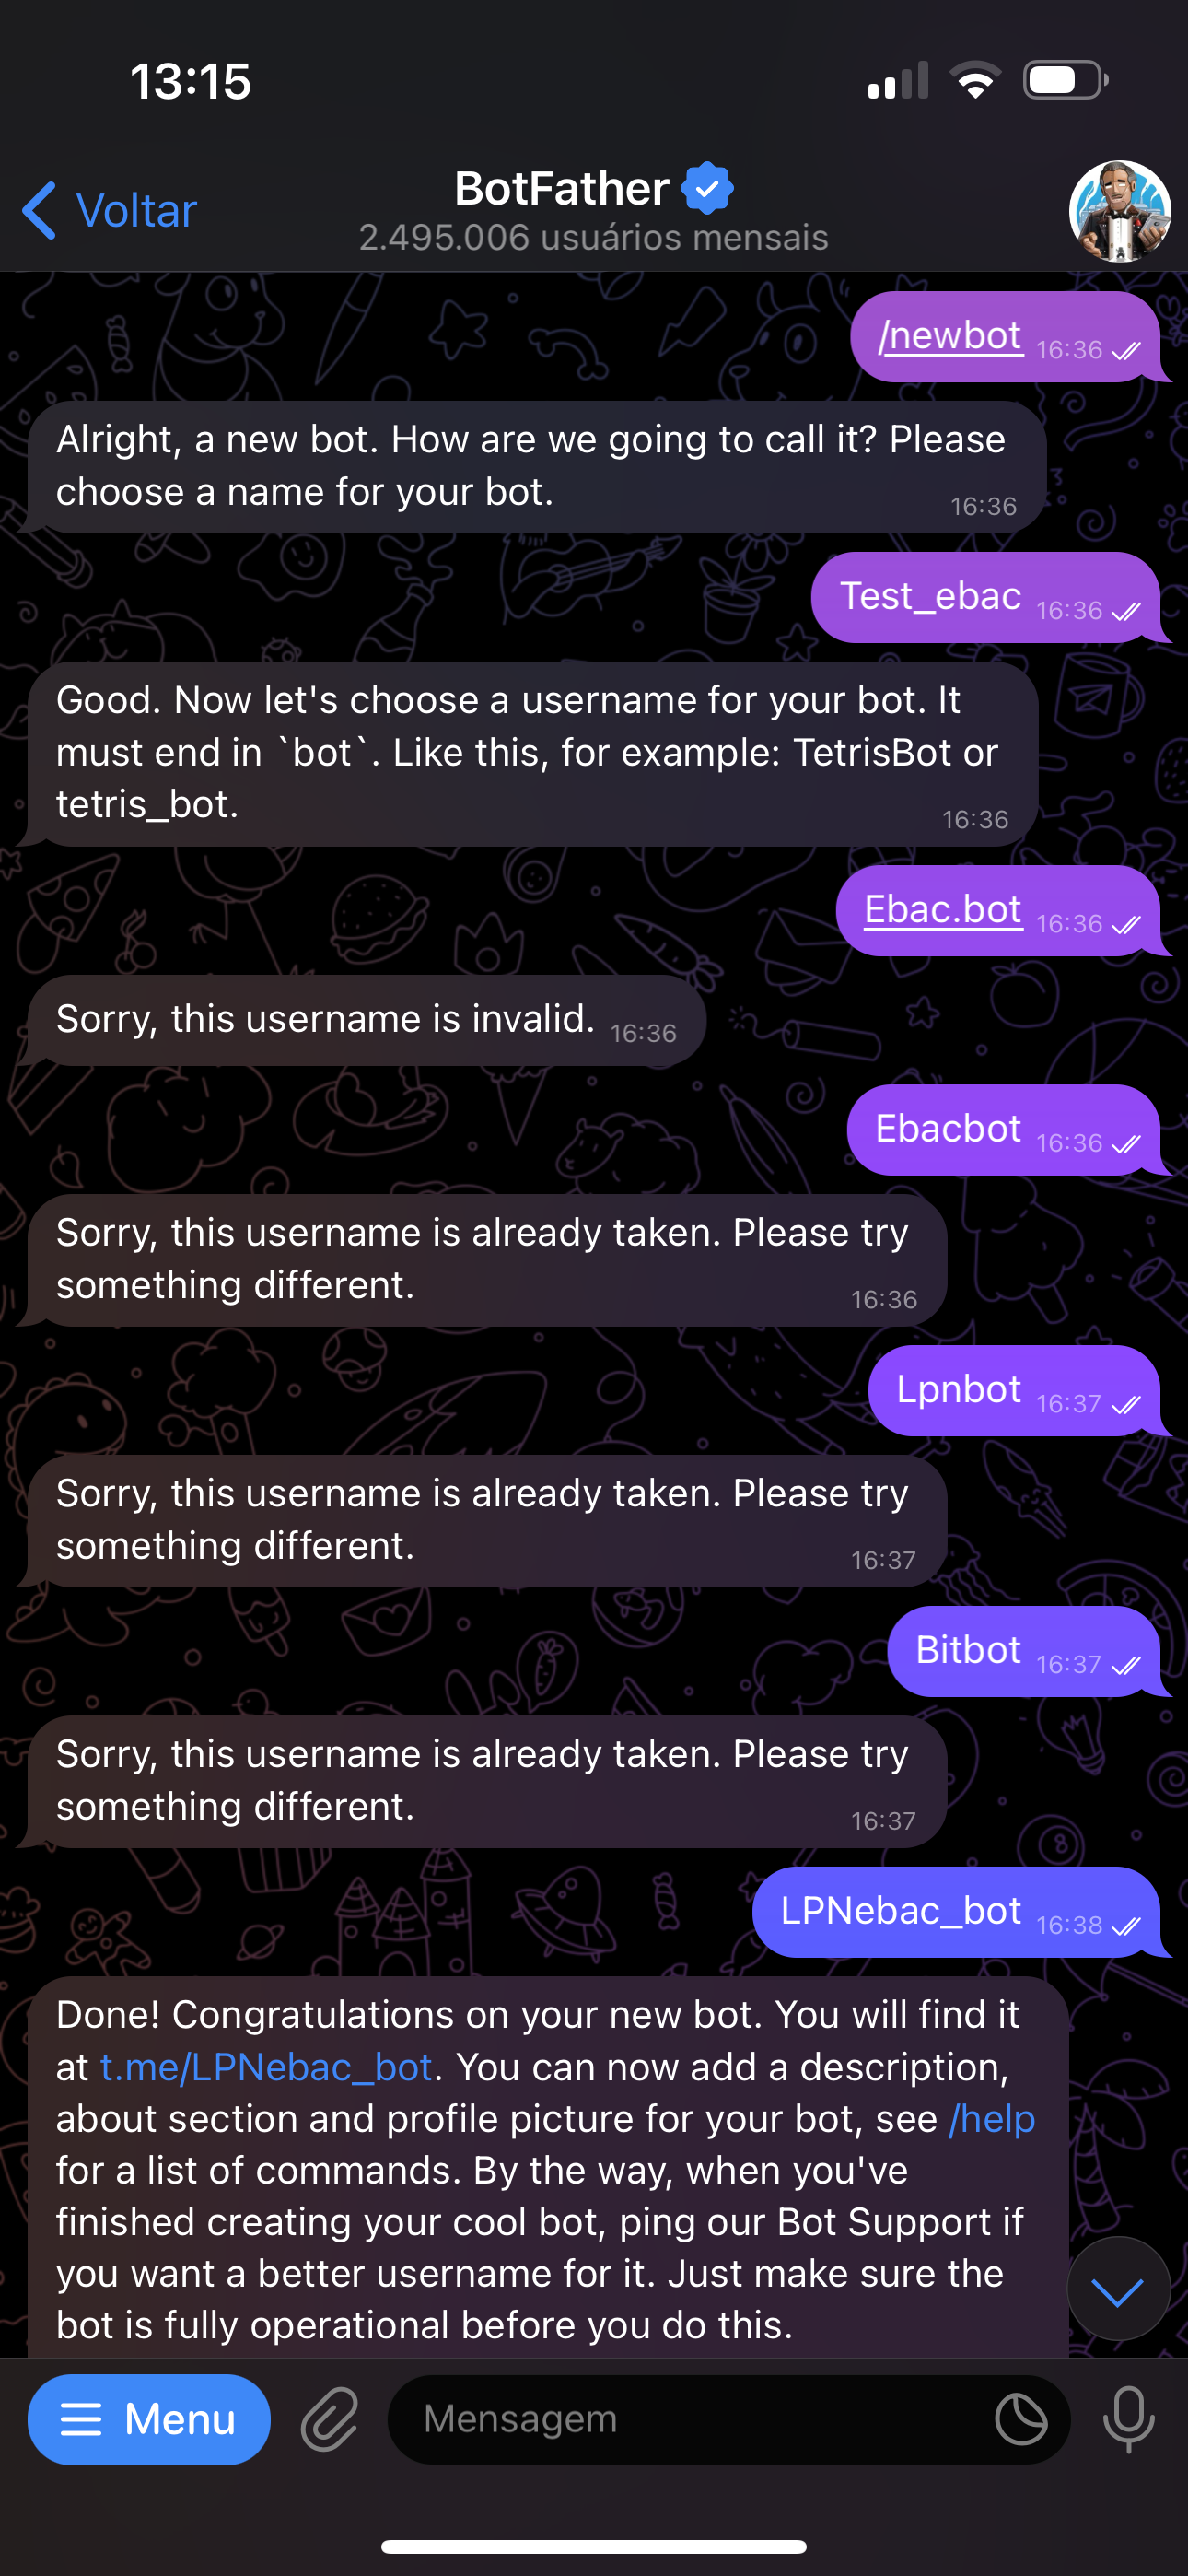 13:15
Voltar
BotFather
2.495.006 usuários mensais
/newbot 16:36
Alright, a new bot. How are we going to call it? Please
choose a name for your bot.
16:36
Test_ebac 16:36
Good. Now let's choose a username for your bot. It
must end in `bot`. Like this, for example: TetrisBot or
tetris_bot.
16:36
Ebac.bot 16:36
Sorry, this username is invalid. 16:36
Ebacbot 16:36
Sorry, this username is already taken. Please try
something different.
16:36
Lpnbot 16:37
Sorry, this username is already taken. Please try
something different.
16:37
Bitbot 16:37
Sorry, this username is already taken. Please try
something different.
16:37
LPNebac_bot 16:38
Done! Congratulations on your new bot. You will find it
at t.me/LPNebac_bot. You can now add a description,
about section and profile picture for your bot, see /help
for a list of commands. By the way, when you've
finished creating your cool bot, ping our Bot Support if
you want a better username for it. Just make sure the
bot is fully operational before you do this.
Menu
Mensagem